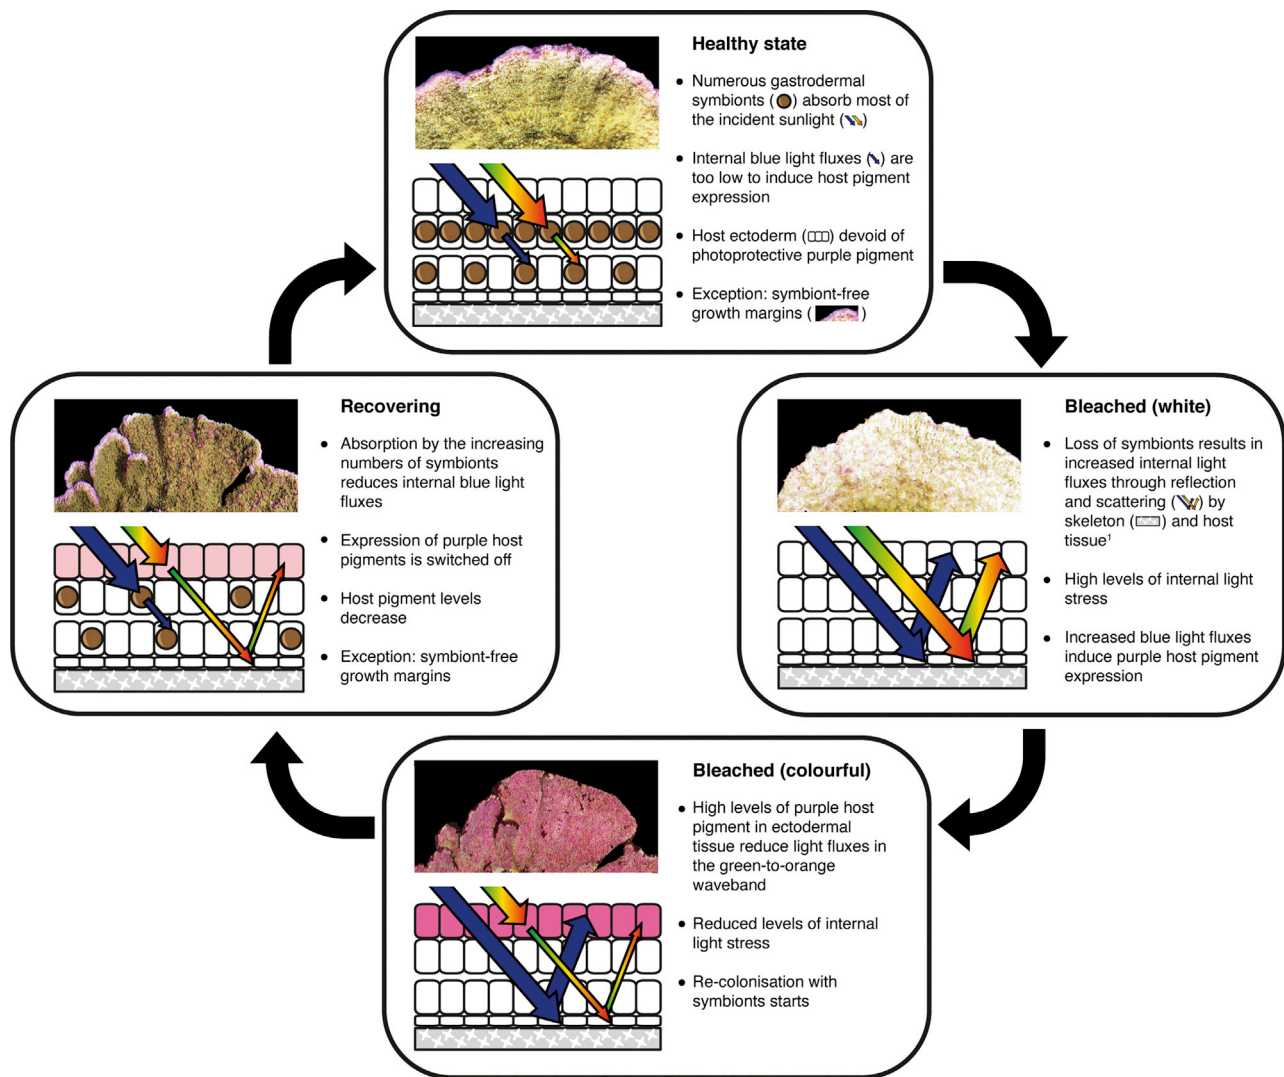 Healthy state
• Numerous gastrodermal
symbionts ( ) absorb most of
the incident sunlight ( )
• Internal blue light fluxes ( ) are
too low to induce host pigment
expression
• Host ectoderm ( ) devoid of
photoprotective purple pigment
• Exception: symbiont-free
growth margins ( )
Recovering
• Absorption by the increasing
numbers of symbionts
reduces internal blue light
fluxes
• Expression of purple host
pigments is switched off
• Host pigment levels
decrease
• Exception: symbiont-free
growth margins
Bleached (white)
• Loss of symbionts results in
increased internal light
fluxes through reflection
and scattering ( ) by
skeleton ( ) and host
tissue¹
• High levels of internal light
stress
• Increased blue light fluxes
induce purple host pigment
expression
Bleached (colourful)
• High levels of purple host
pigment in ectodermal
tissue reduce light fluxes in
the green-to-orange
waveband
• Reduced levels of internal
light stress
• Re-colonisation with
symbionts starts